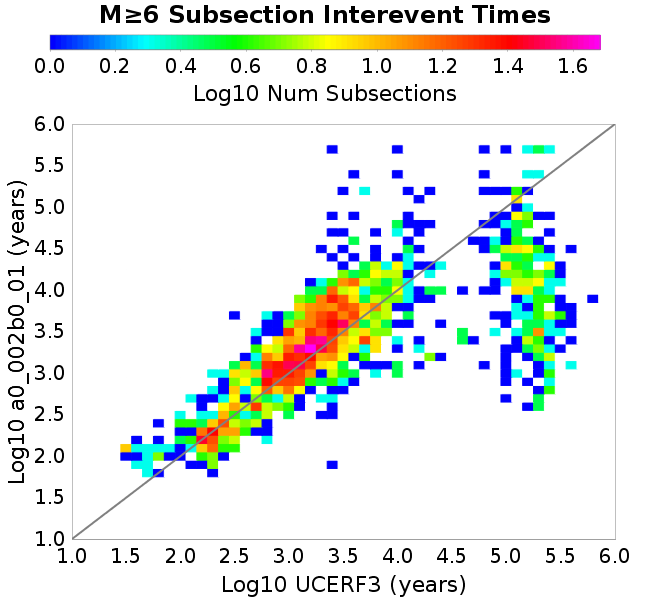 M≥6 Subsection Interevent Times
0.0 0.2 0.4 0.6 0.8 1.0 1.2 1.4 1.6
Log10 Num Subsections
6.0
5.5
5.0
4.5
4.0
3.5
3.0
2.5
2.0
1.5
1.0
Log10 a0_002b0_01 (years)
1.0 1.5 2.0 2.5 3.0 3.5 4.0 4.5 5.0 5.5 6.0
Log10 UCERF3 (years)